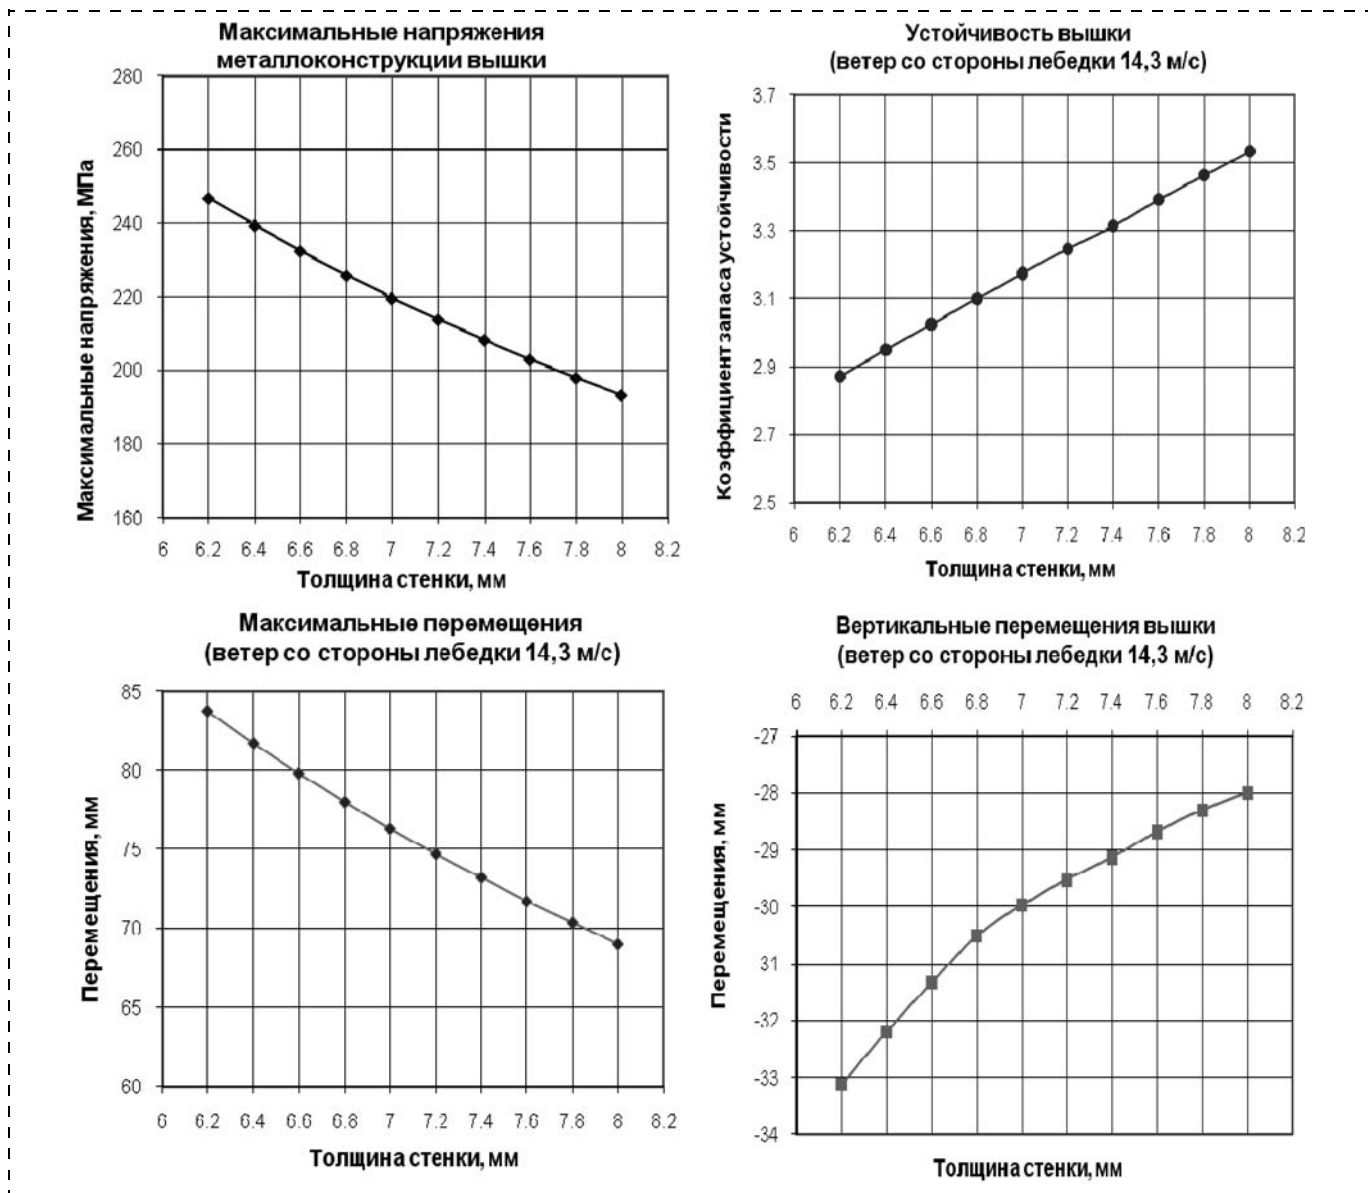 Максимальные напряжения
металлоконструкции вышки
280
260
240
220
200
180
160
Максимальные напряжения, МПа
6 6.2 6.4 6.6 6.8 7 7.2 7.4 7.6 7.8 8 8.2
Толщина стенки, мм
Устойчивость вышки
(ветер со стороны лебедки 14,3 м/с)
3.7
3.5
3.3
3.1
2.9
2.7
2.5
Коэффициент запаса устойчивости
6 6.2 6.4 6.6 6.8 7 7.2 7.4 7.6 7.8 8 8.2
Толщина стенки, мм
Максимальные перемещения
(ветер со стороны лебедки 14,3 м/с)
85
80
75
70
65
60
Перемещения, мм
6 6.2 6.4 6.6 6.8 7 7.2 7.4 7.6 7.8 8 8.2
Толщина стенки, мм
Вертикальные перемещения вышки
(ветер со стороны лебедки 14,3 м/с)
6 6.2 6.4 6.6 6.8 7 7.2 7.4 7.6 7.8 8 8.2
-27
-28
-29
-30
31
-32
-33
-34
Перемещения, мм
Толщина стенки, мм